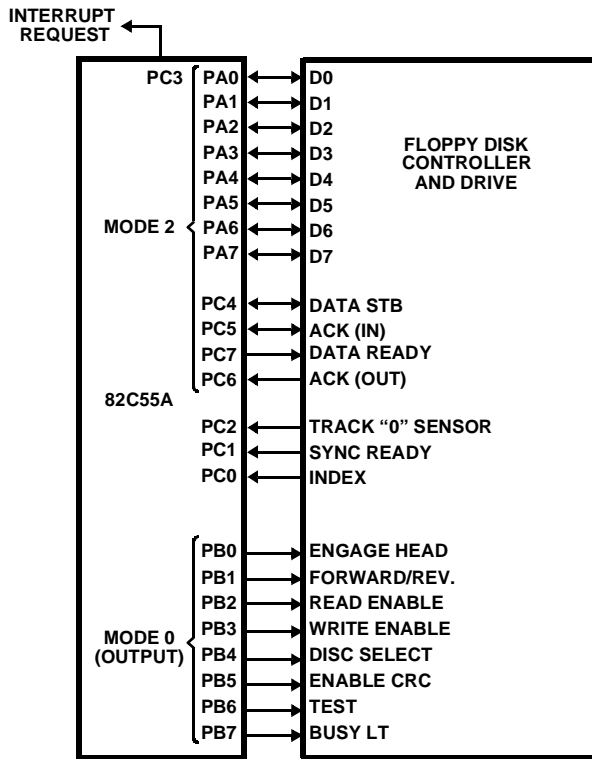 INTERRUPT
REQUEST
PC3 PA0 D0
PA1 D1
PA2 D2
PA3 D3
PA4 D4
PA5 D5
MODE 2 PA6 D6
PA7 D7
FLOPPY DISK
CONTROLLER
AND DRIVE
PC4 DATA STB
PC5 ACK (IN)
PC7 DATA READY
PC6 ACK (OUT)
82C55A
PC2 TRACK “0” SENSOR
PC1 SYNC READY
PC0 INDEX
PB0 ENGAGE HEAD
PB1 FORWARD/REV.
PB2 READ ENABLE
PB3 WRITE ENABLE
MODE 0
(OUTPUT)
PB4 DISC SELECT
PB5 ENABLE CRC
PB6 TEST
PB7 BUSY LT